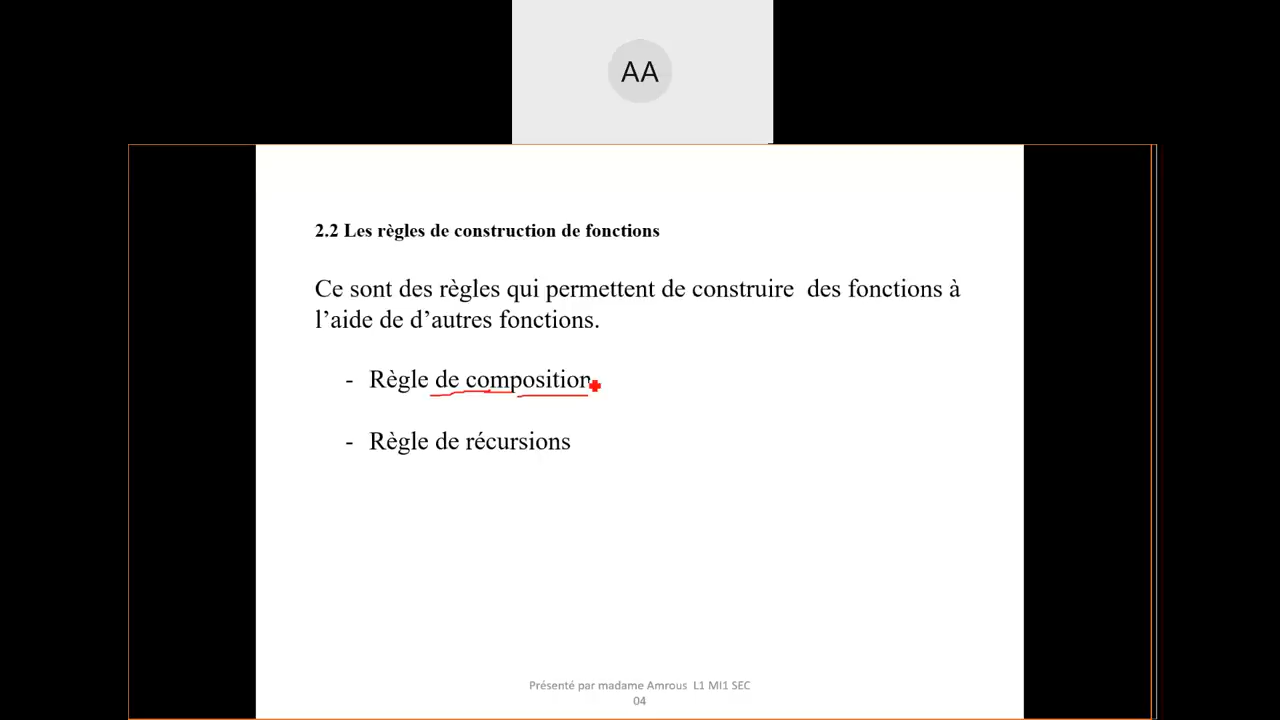 AA
2.2 Les règles de construction de fonctions
Ce sont des règles qui permettent de construire des fonctions à
l’aide de d’autres fonctions.
- Règle de composition
- Règle de récursions
Présenté par madame Amrous L1 MI1 SEC
04